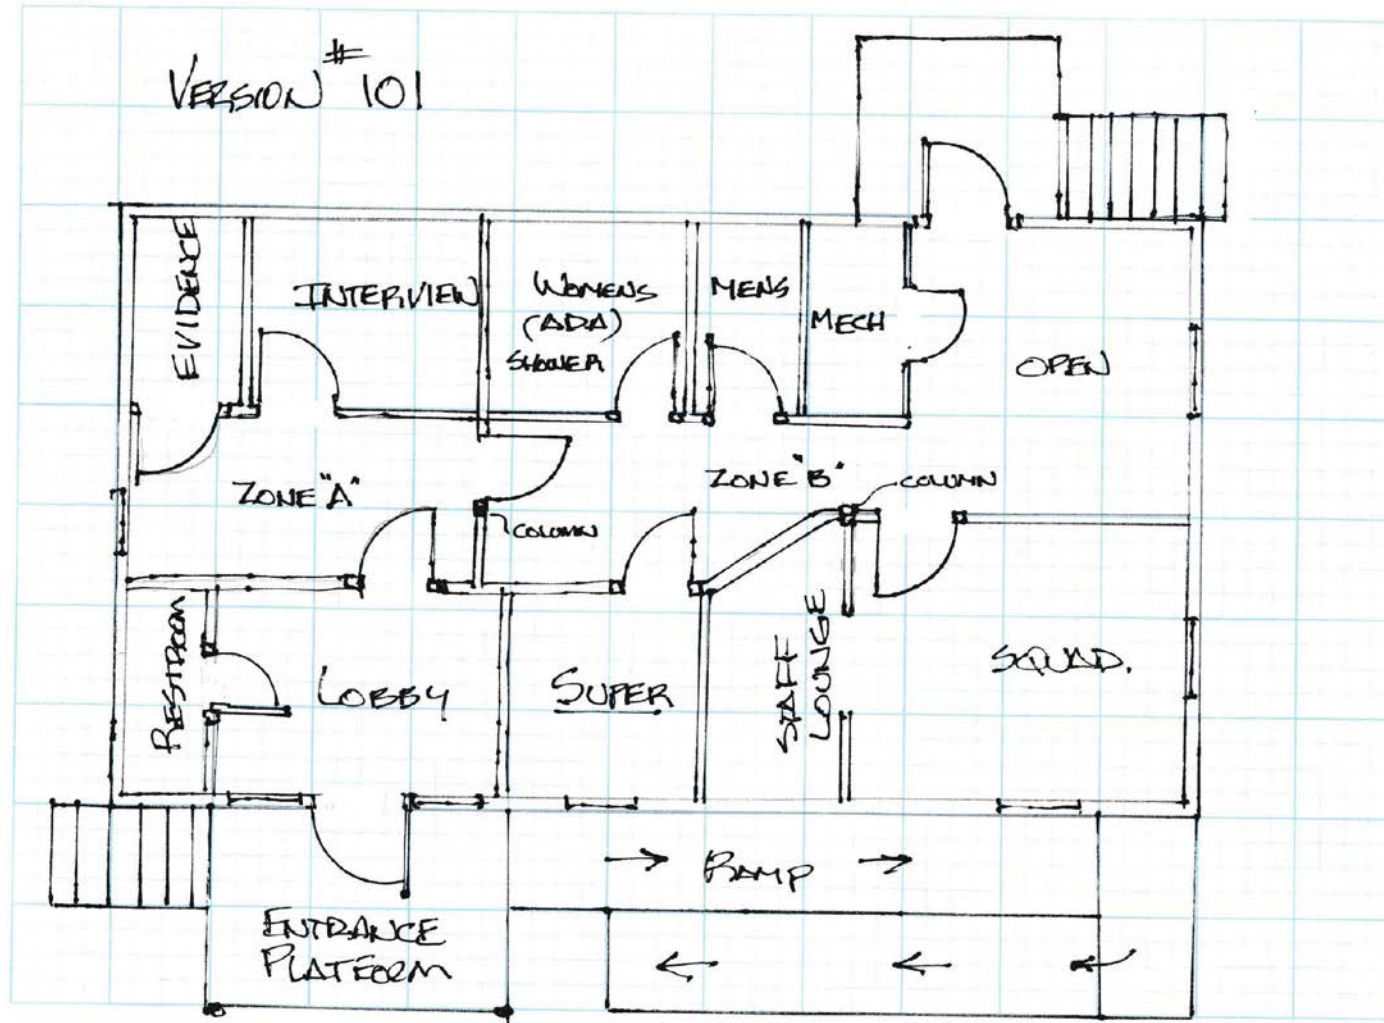 VERSION # 101
EVIDENCE
INTERVIEW
WOMENS
(ADA)
SHOWER
MENS
MECH
OPEN
ZONE "A"
COLUMN
ZONE "B"
COLUMN
RESTROOM
LOBBY
SUPER
STAFF
LOUNGE
SQUAD.
RAMP
ENTRANCE
PLATFORM